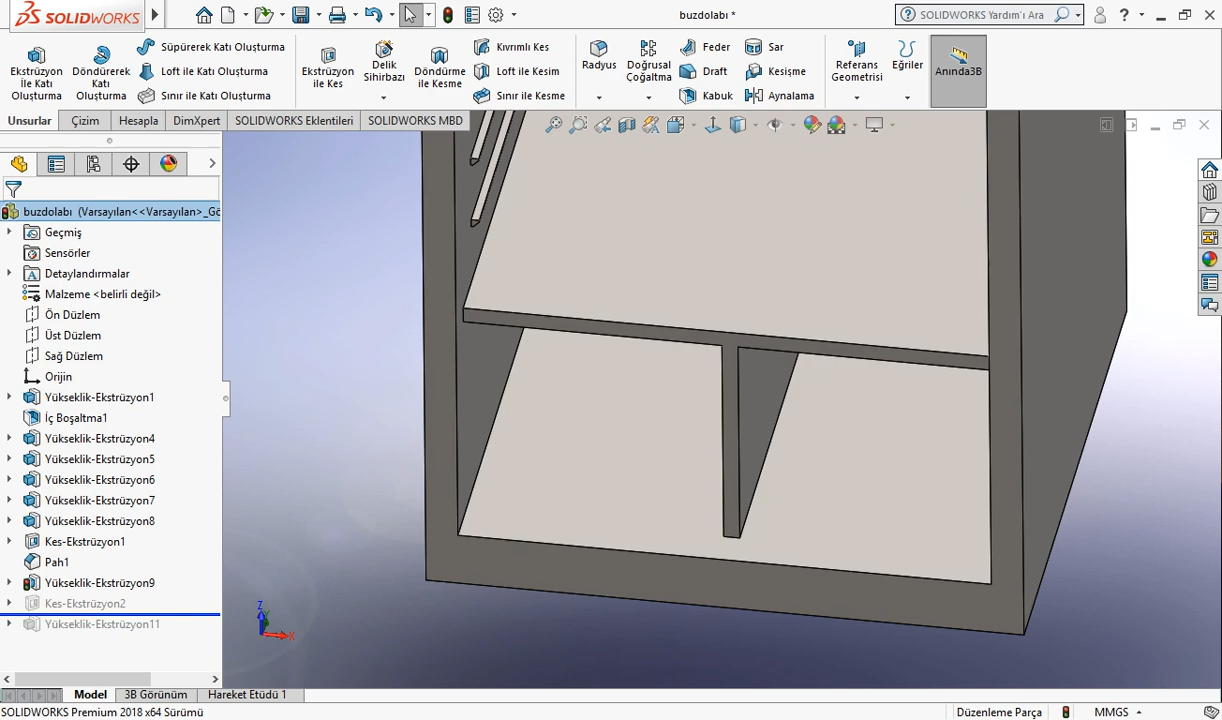 SOLIDWORKS
buzdolabı *
SOLIDWORKS Yardım'ı Ara
?
Ekstrüzyon ile Katı Oluşturma
Döndürerek Katı Oluşturma
Süpürerek Katı Oluşturma
Loft ile Katı Oluşturma
Sınır ile Katı Oluşturma
Ekstrüzyon ile Kes
Delik Sihirbazı
Döndürme ile Kesme
Kıvrımlı Kes
Loft ile Kesim
Sınır ile Kesme
Radyus
Doğrusal Çoğaltma
Feder
Draft
Kabuk
Sar
Kesişme
Aynalama
Referans Geometrisi
Eğriler
Anında3B
Unsurlar
Çizim
Hesapla
DimXpert
SOLIDWORKS Eklentileri
SOLIDWORKS MBD
buzdolabı (Varsayılan<<Varsayılan>_Gö
Geçmiş
Sensörler
Detaylandırmalar
Malzeme <belirli değil>
Ön Düzlem
Üst Düzlem
Sağ Düzlem
Orijin
Yükseklik-Ekstrüzyon1
İç Boşaltma1
Yükseklik-Ekstrüzyon4
Yükseklik-Ekstrüzyon5
Yükseklik-Ekstrüzyon6
Yükseklik-Ekstrüzyon7
Yükseklik-Ekstrüzyon8
Kes-Ekstrüzyon1
Pah1
Yükseklik-Ekstrüzyon9
Kes-Ekstrüzyon2
Yükseklik-Ekstrüzyon11
Z
Y
X
Model
3B Görünüm
Hareket Etüdü 1
SOLIDWORKS Premium 2018 x64 Sürümü
Düzenleme Parça
MMGS